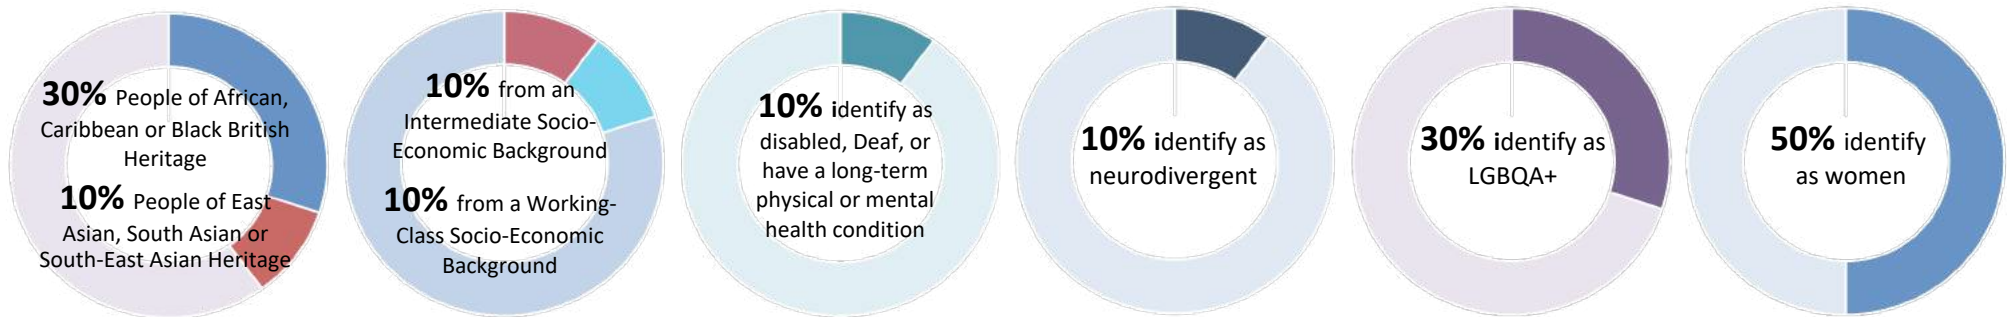 30% People of African,
Caribbean or Black British
Heritage
10% People of East
Asian, South Asian or
South-East Asian Heritage
10% from an
Intermediate Socio-
Economic Background
10% from a Working-
Class Socio-Economic
Background
10% identify as
disabled, Deaf, or
have a long-term
physical or mental
health condition
10% identify as
neurodivergent
30% identify as
LGBQA+
50% identify
as women